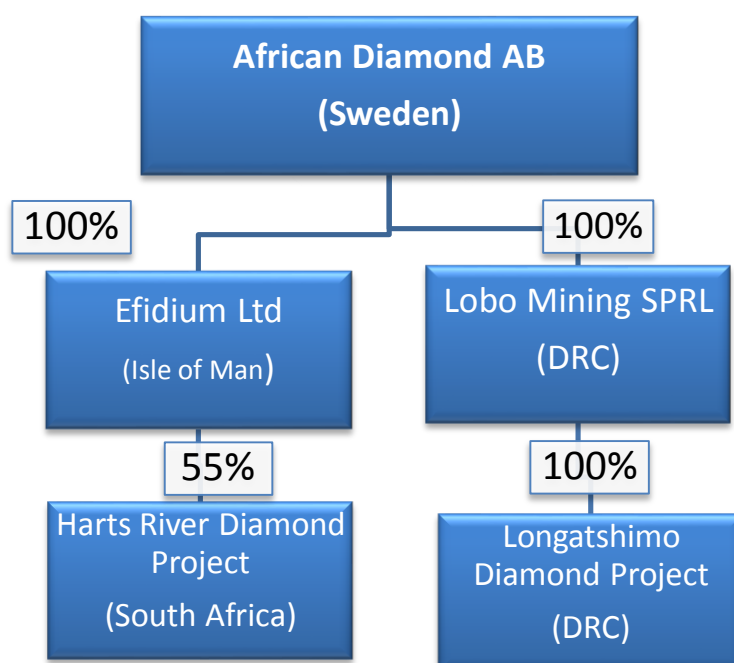 African Diamond AB
(Sweden)
100%
100%
Efidium Ltd
(Isle of Man)
Lobo Mining SPRL
(DRC)
55%
100%
Harts River Diamond
Project
(South Africa)
Longatshimo
Diamond Project
(DRC)